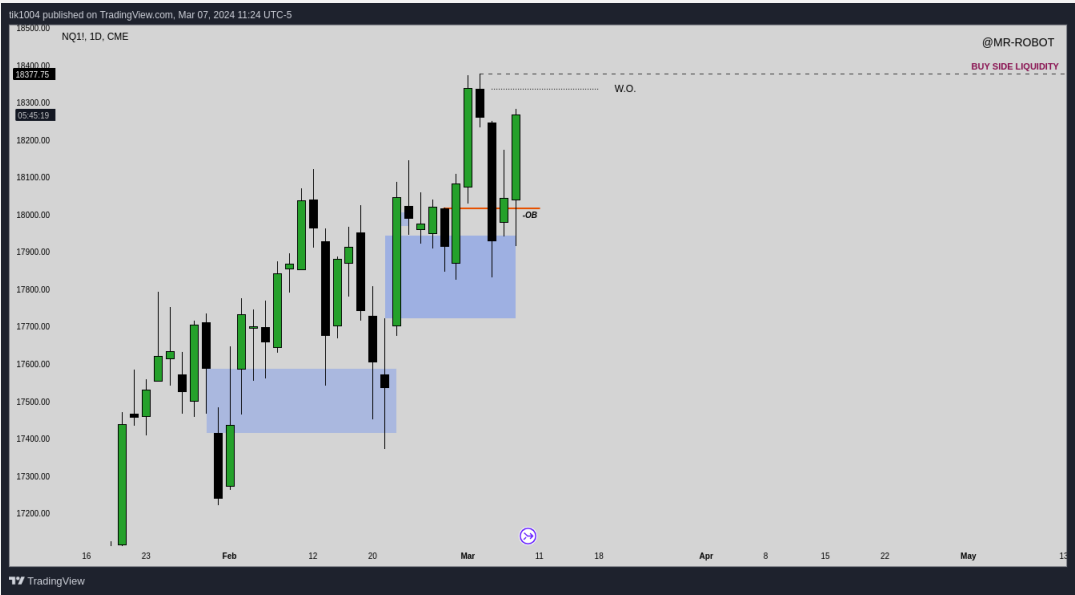 tik1004 published on TradingView.com, Mar 07, 2024 11:24 UTC-5
18500.00
NQ1!, 1D, CME
@MR-ROBOT
18400.00
BUY SIDE LIQUIDITY
18377.75
W.O.
18300.00
05:45:19
18200.00
18100.00
18000.00
-OB
17900.00
17800.00
17700.00
17600.00
17500.00
17400.00
17300.00
17200.00
16 23 Feb 12 20 Mar 11 18 Apr 8 15 22 May 13
TradingView